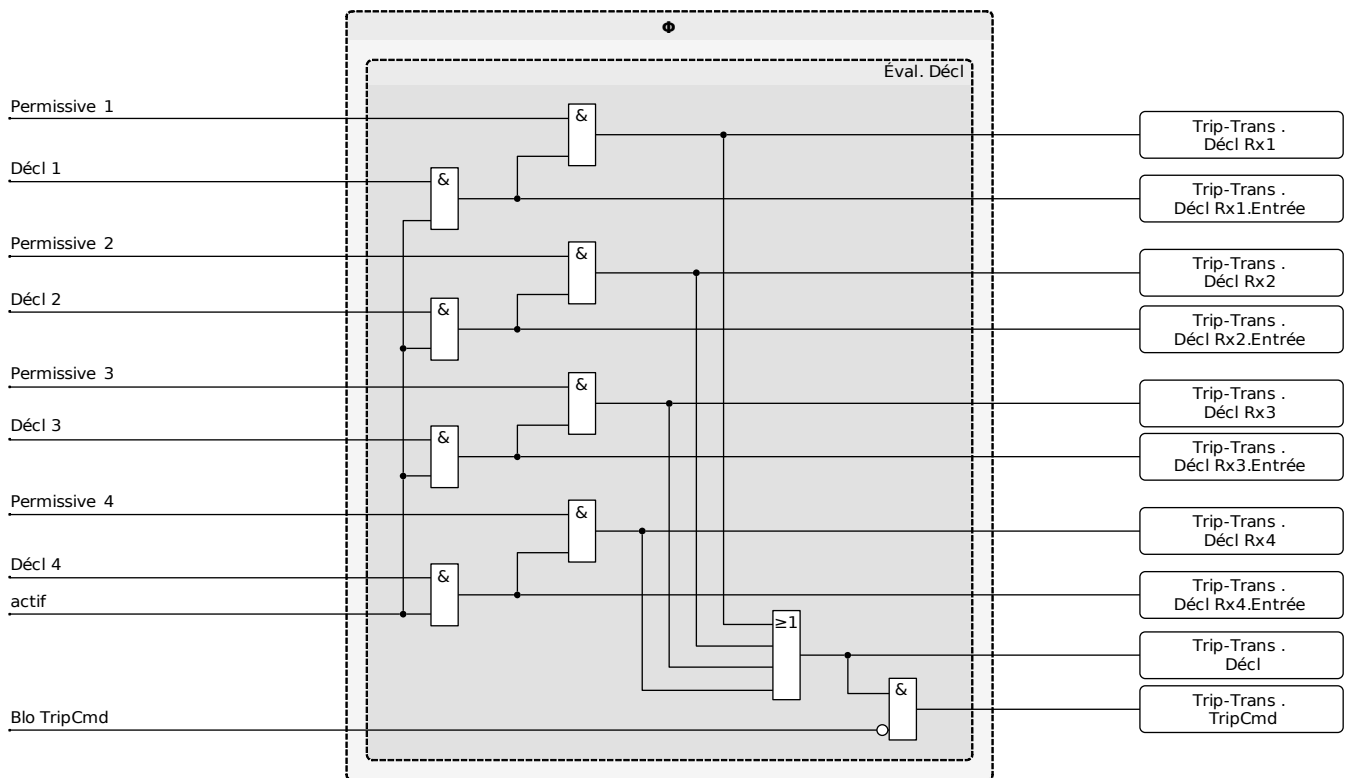 Φ
Éval. Décl
Permissive 1
&
Trip-Trans .
Décl Rx1
Décl 1
&
Trip-Trans .
Décl Rx1.Entrée
Permissive 2
&
Trip-Trans .
Décl Rx2
Décl 2
&
Trip-Trans .
Décl Rx2.Entrée
Permissive 3
&
Trip-Trans .
Décl Rx3
Décl 3
&
Trip-Trans .
Décl Rx3.Entrée
Permissive 4
&
Trip-Trans .
Décl Rx4
Décl 4
&
Trip-Trans .
Décl Rx4.Entrée
actif
≥1
Trip-Trans .
Décl
&
Trip-Trans .
TripCmd
Blo TripCmd